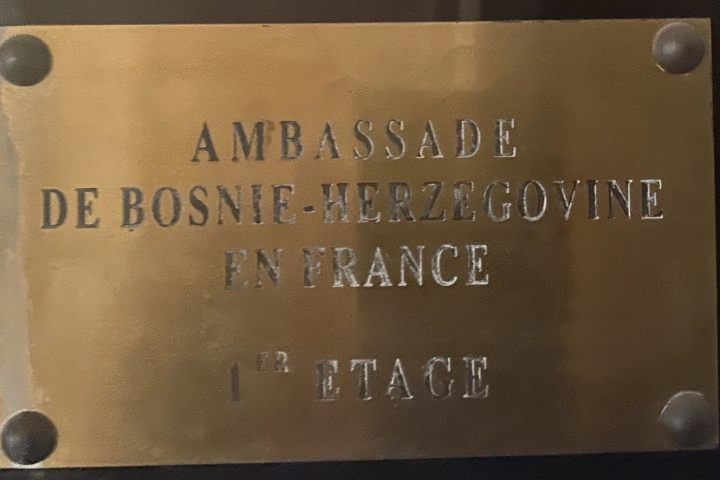 AMBASSADE
DE BOSNIE-HERZEGOVINE
EN FRANCE
1ER ETAGE